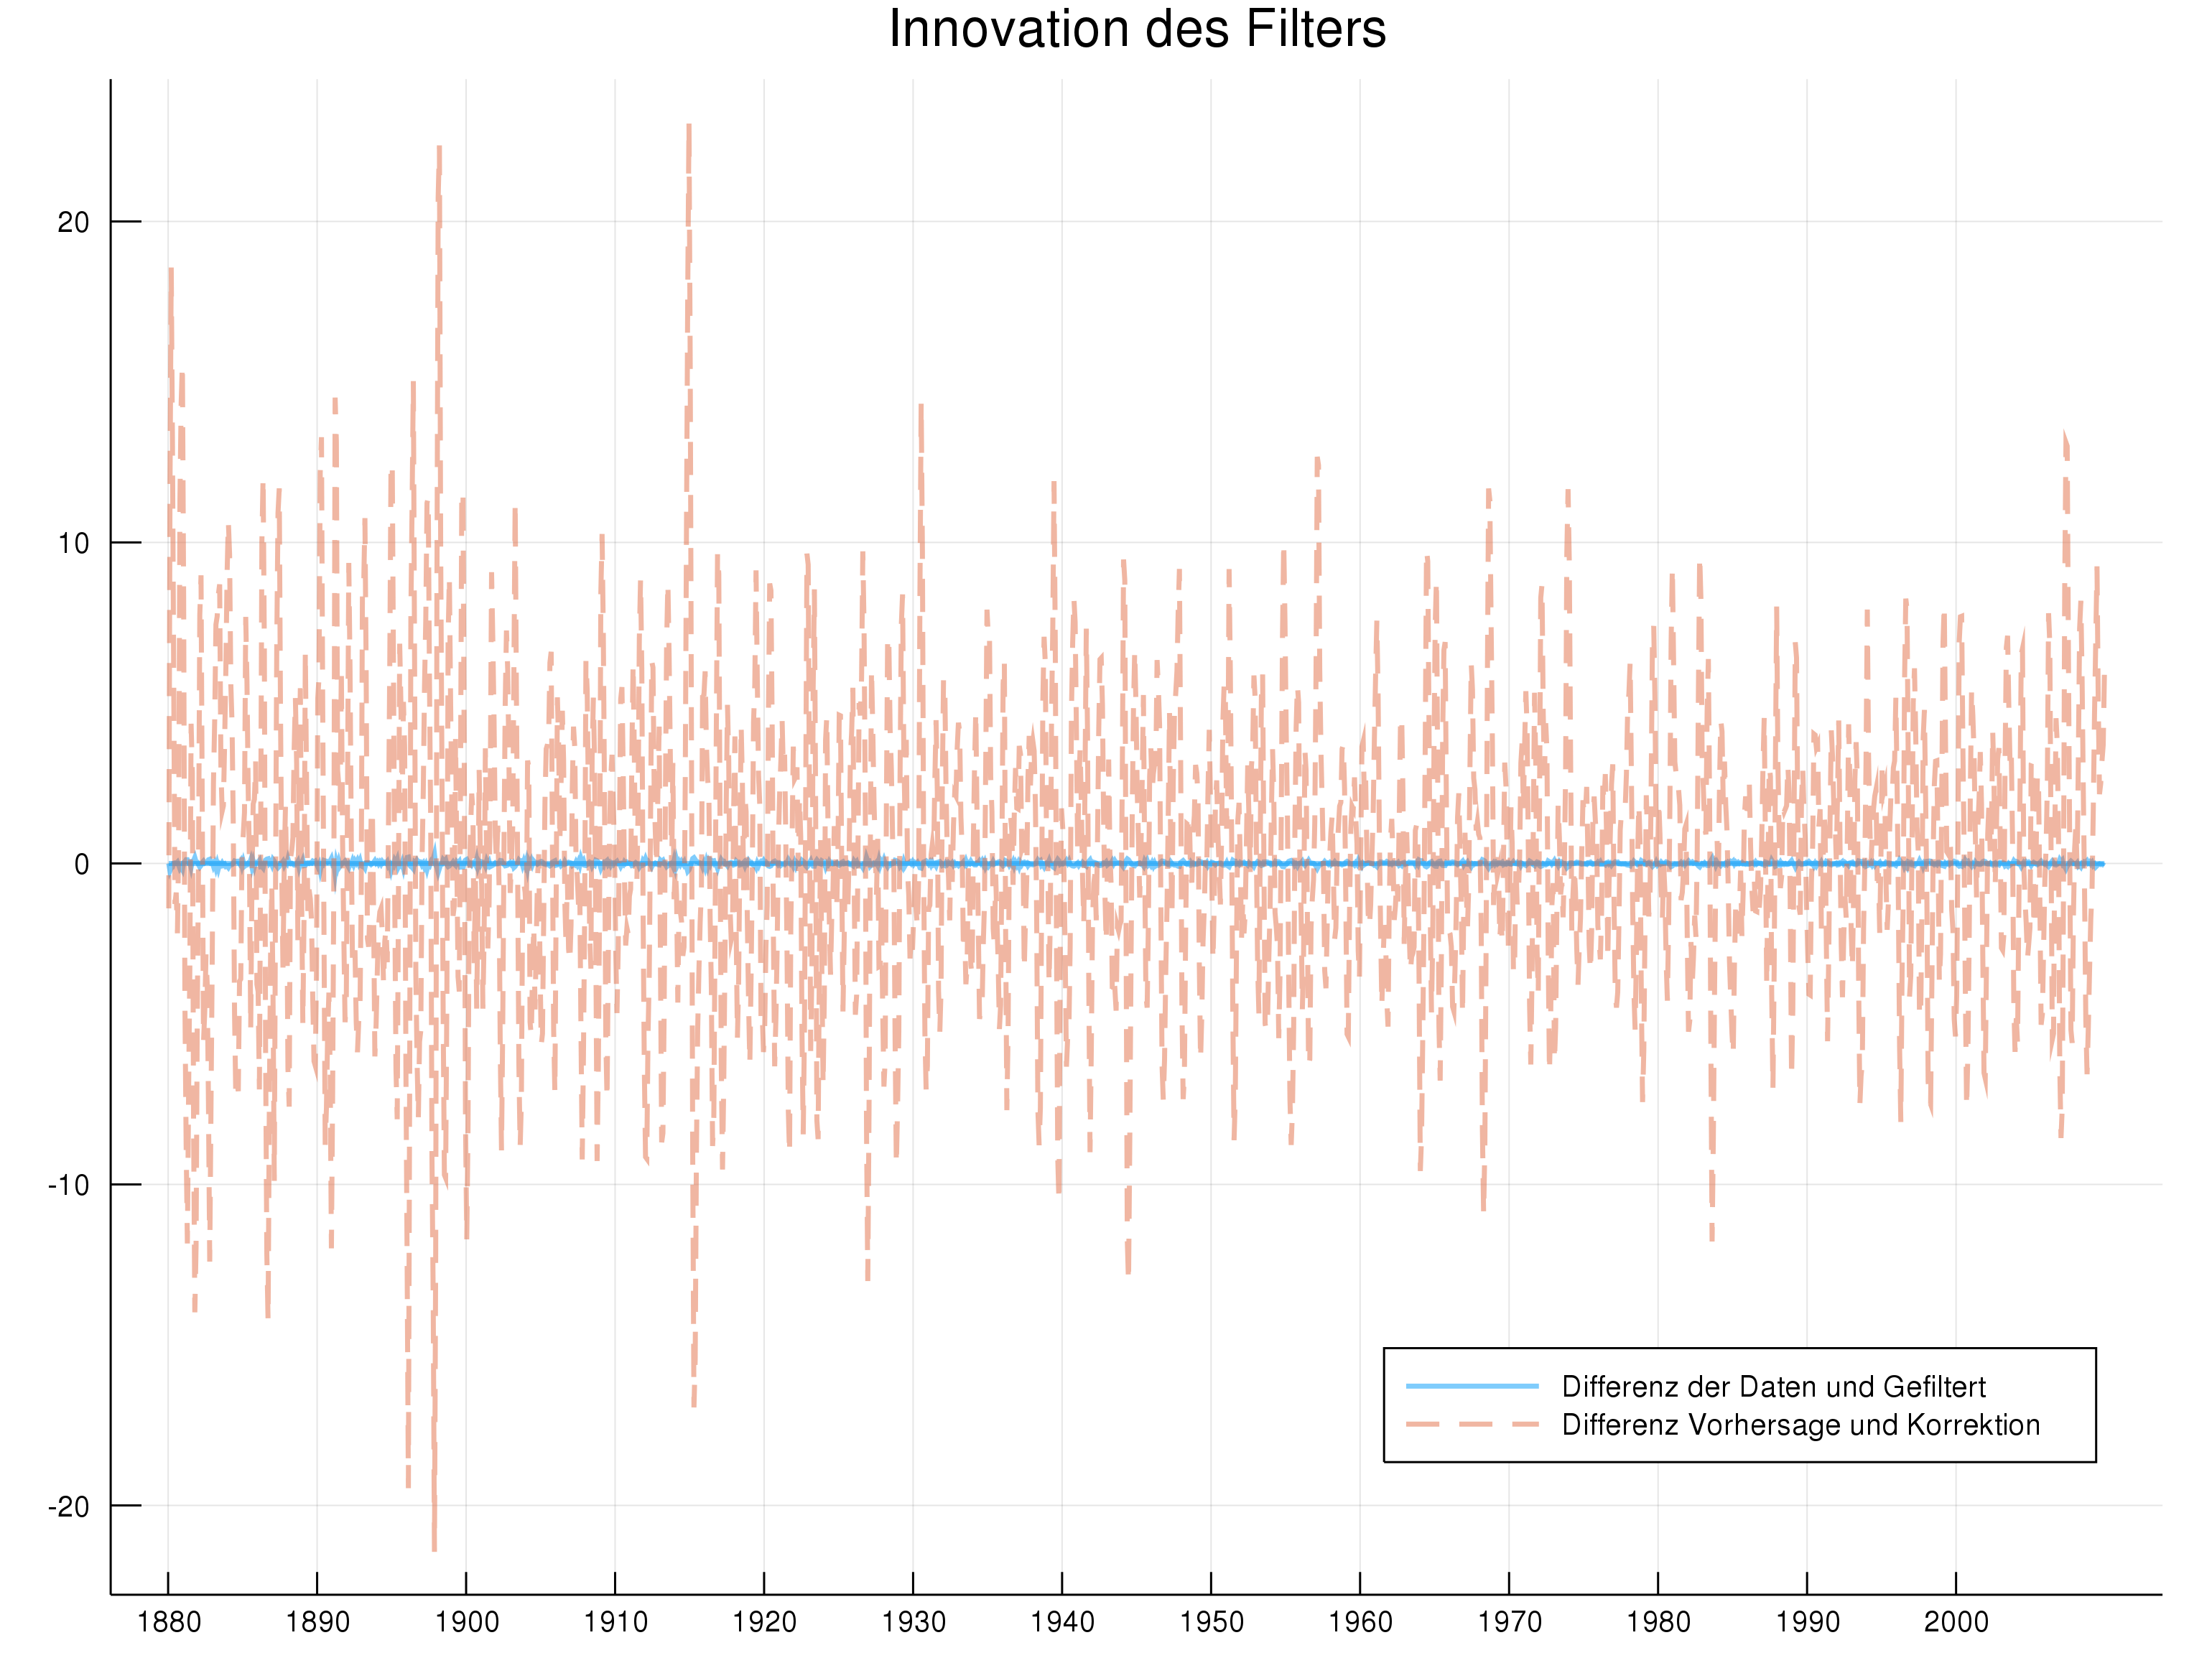 Innovation des Filters
20
10
0
-10
-20
Differenz der Daten und Gefiltert
Differenz Vorhersage und Korrektion
1880 1890 1900 1910 1920 1930 1940 1950 1960 1970 1980 1990 2000